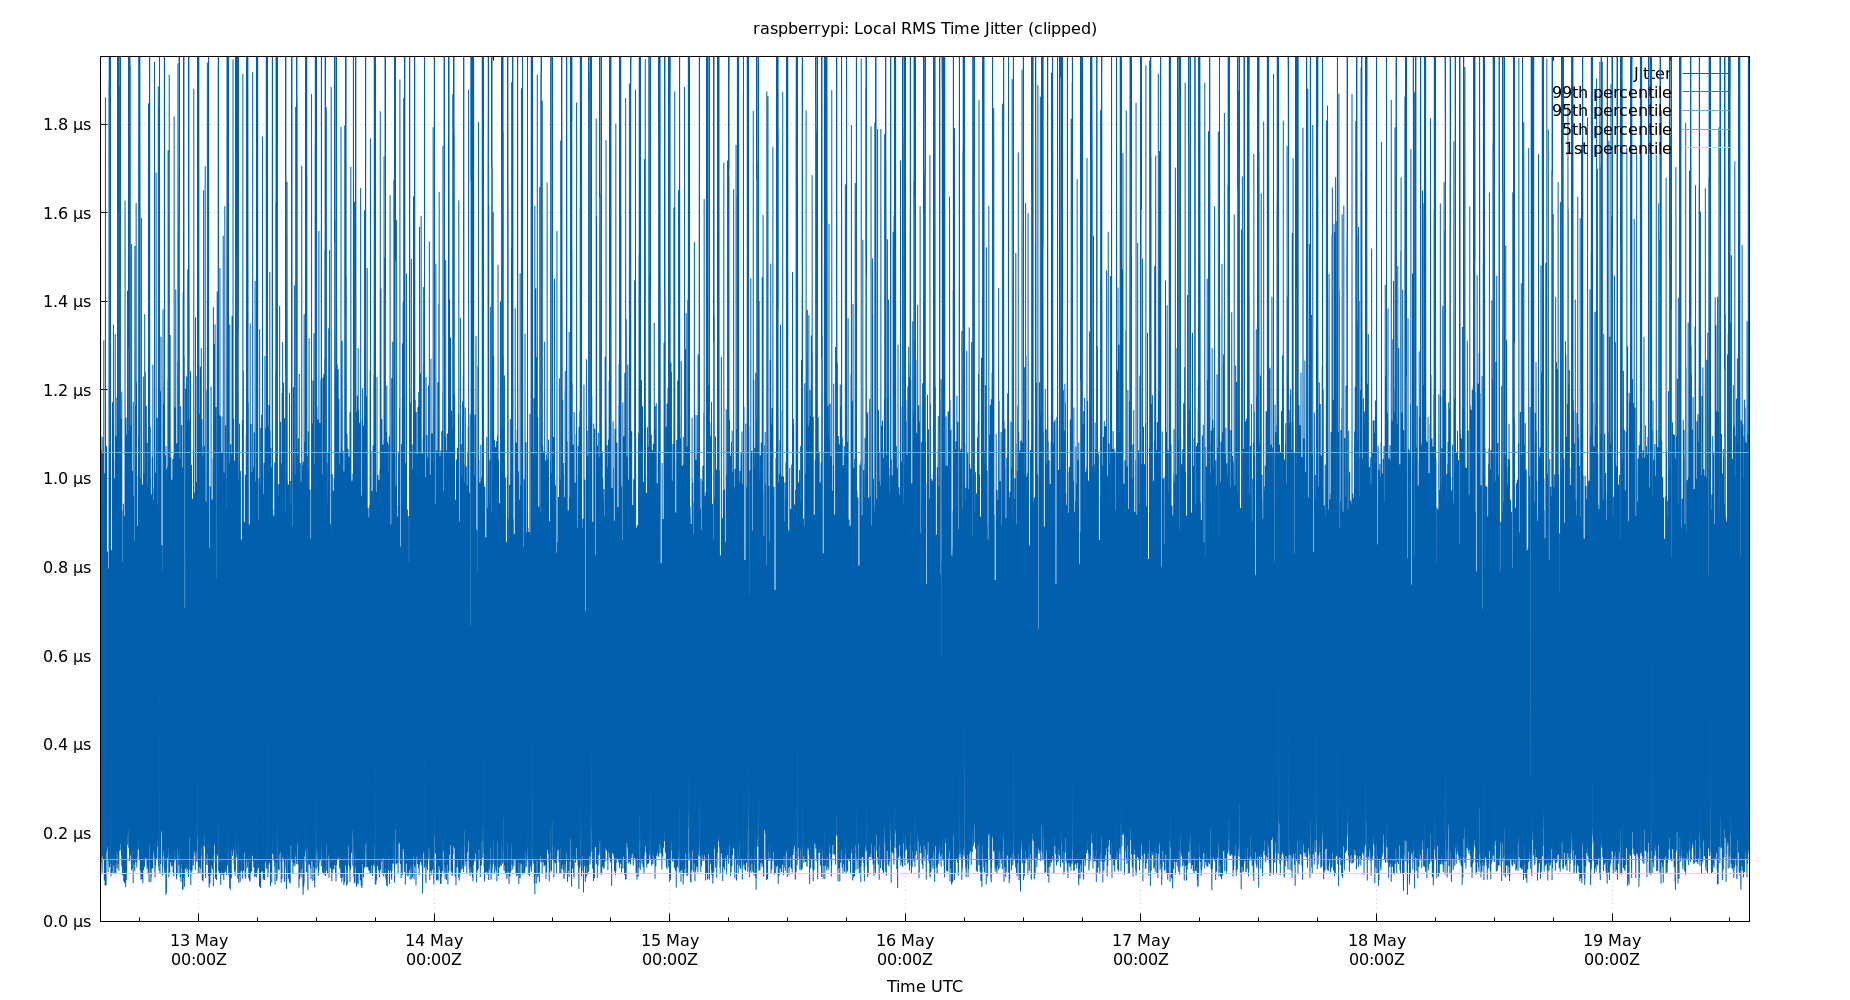 raspberrypi: Local RMS Time Jitter (clipped)
Jitter
99th percentile
95th percentile
5th percentile
1st percentile
1.8 µs
1.6 µs
1.4 µs
1.2 µs
1.0 µs
0.8 µs
0.6 µs
0.4 µs
0.2 µs
0.0 µs
13 May 14 May 15 May 16 May 17 May 18 May 19 May
00:00Z 00:00Z 00:00Z 00:00Z 00:00Z 00:00Z 00:00Z
Time UTC